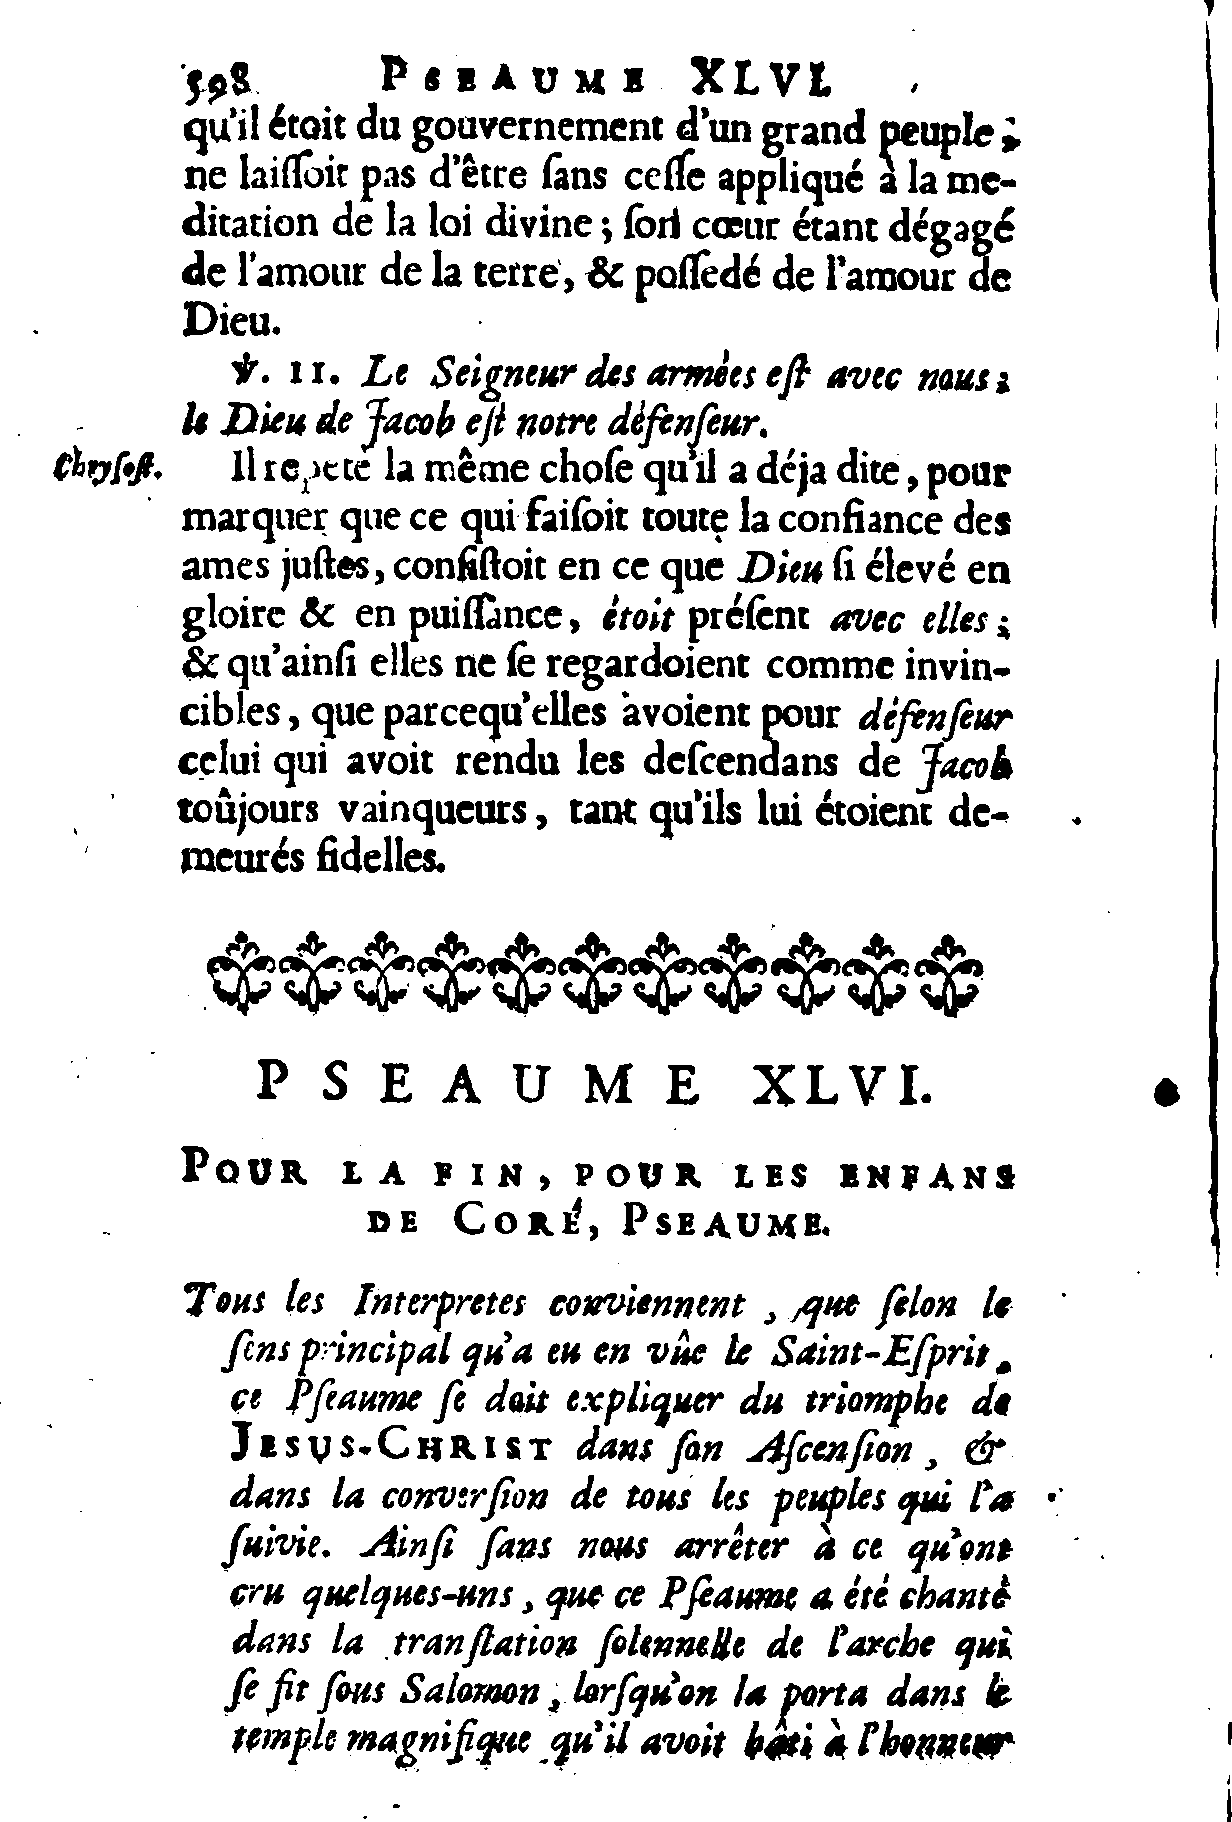 598 PSEAUME XLVI.
qu'il étoit du gouvernement d'un grand peuple ;
ne laiſſoit pas d'être ſans ceſſe appliqué à la me-
ditation de la loi divine ; ſon cœur étant dégagé
de l'amour de la terre, & poſſedé de l'amour de
Dieu.
℣. 11. Le Seigneur des armées eſt avec nous ;
le Dieu de Jacob eſt notre défenſeur.
Chryſoſt.
Il repete la même choſe qu'il a déja dite, pour
marquer que ce qui faiſoit toute la confiance des
ames juſtes, conſiſtoit en ce que Dieu ſi élevé en
gloire & en puiſſance, étoit préſent avec elles ;
& qu'ainſi elles ne ſe regardoient comme invin-
cibles, que parcequ'elles avoient pour défenſeur
celui qui avoit rendu les deſcendans de Jacob
toûjours vainqueurs, tant qu'ils lui étoient de-
meurés fidelles.
PSEAUME XLVI.
POUR LA FIN, POUR LES ENFANS
DE CORÉ, PSEAUME.
Tous les Interpretes conviennent, que ſelon le
ſens principal qu'a eu en vûe le Saint-Eſprit,
ce Pſeaume ſe doit expliquer du triomphe de
JESUS-CHRIST dans ſon Aſcenſion, &
dans la converſion de tous les peuples qui l'a
ſuivie. Ainſi ſans nous arrêter à ce qu'ont
cru quelques-uns, que ce Pſeaume a été chanté
dans la tranſlation ſolennelle de l'arche qui
ſe fit ſous Salomon, lorſqu'on la porta dans le
temple magnifique qu'il avoit bâti à l'honneur